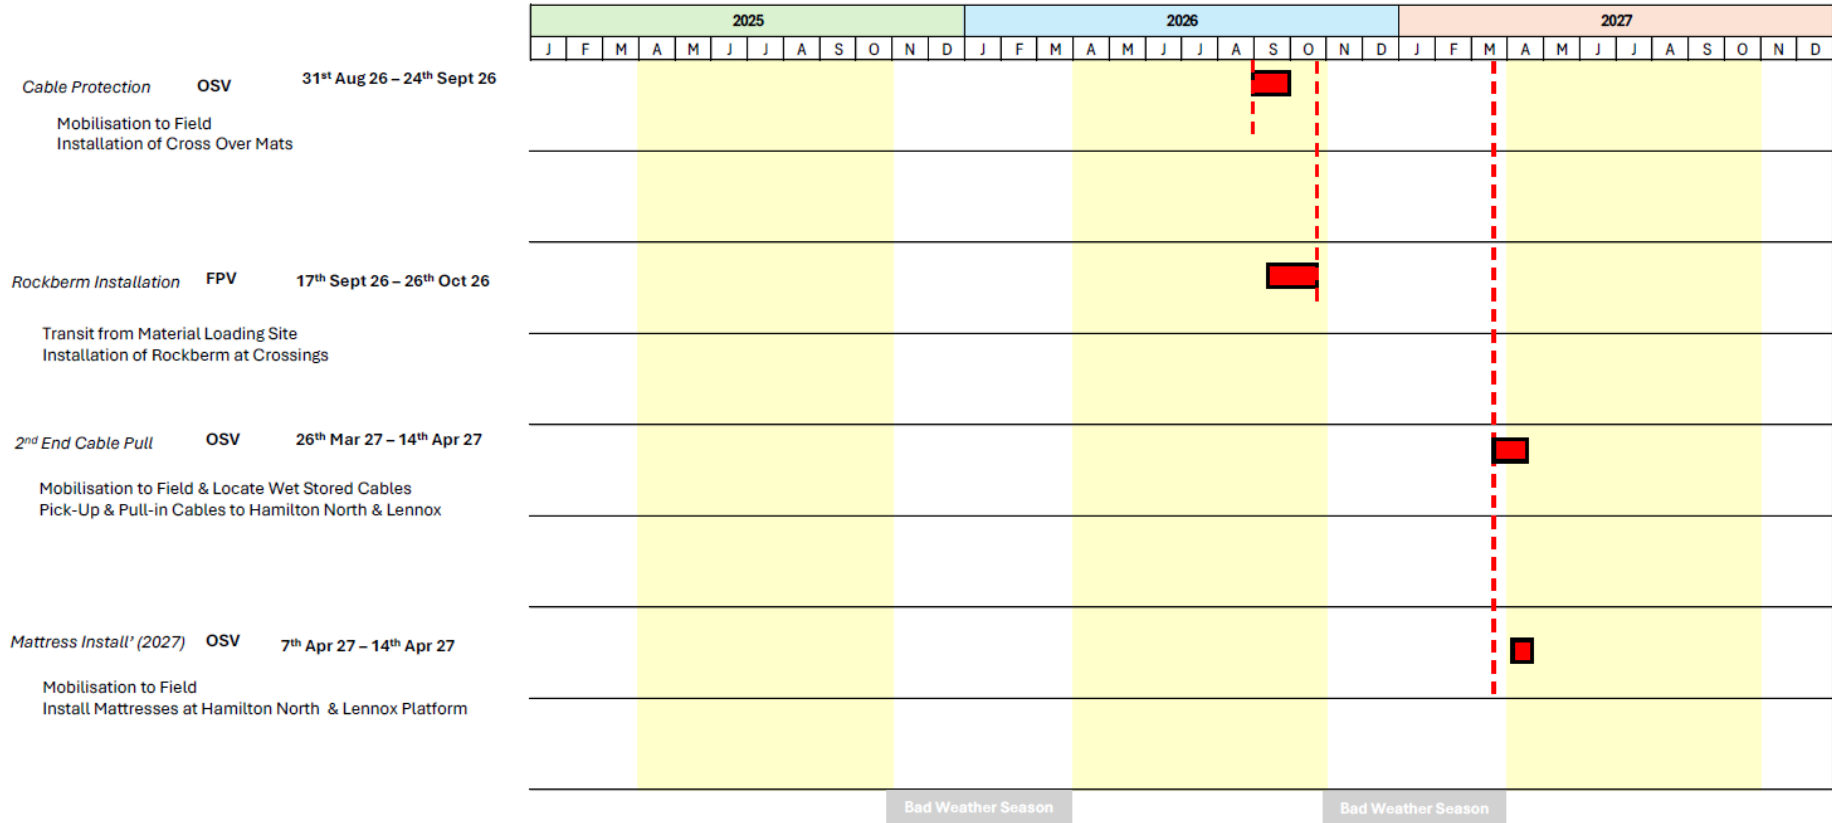 2025 2026 2027
J F M A M J J A S O N D J F M A M J J A S O N D J F M A M J J A S O N D
Cable Protection OSV 31st Aug 26 – 24th Sept 26
Mobilisation to Field
Installation of Cross Over Mats
Rockberm Installation FPV 17th Sept 26 – 26th Oct 26
Transit from Material Loading Site
Installation of Rockberm at Crossings
2nd End Cable Pull OSV 26th Mar 27 – 14th Apr 27
Mobilisation to Field & Locate Wet Stored Cables
Pick-Up & Pull-in Cables to Hamilton North & Lennox
Mattress Install' (2027) OSV 7th Apr 27 – 14th Apr 27
Mobilisation to Field
Install Mattresses at Hamilton North & Lennox Platform
Bad Weather Season Bad Weather Season